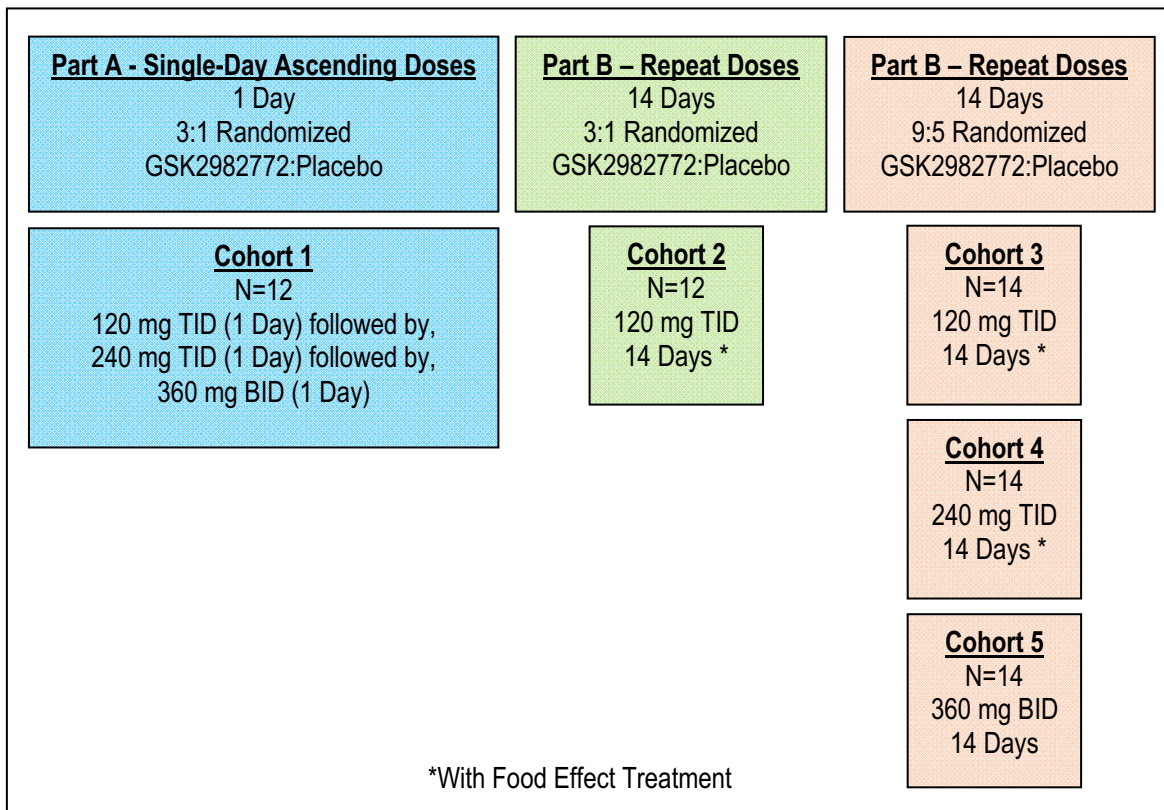 Part A - Single-Day Ascending Doses
1 Day
3:1 Randomized
GSK2982772:Placebo
Part B – Repeat Doses
14 Days
3:1 Randomized
GSK2982772:Placebo
Part B – Repeat Doses
14 Days
9:5 Randomized
GSK2982772:Placebo
Cohort 1
N=12
120 mg TID (1 Day) followed by,
240 mg TID (1 Day) followed by,
360 mg BID (1 Day)
Cohort 2
N=12
120 mg TID
14 Days *
Cohort 3
N=14
120 mg TID
14 Days *
Cohort 4
N=14
240 mg TID
14 Days *
Cohort 5
N=14
360 mg BID
14 Days
*With Food Effect Treatment